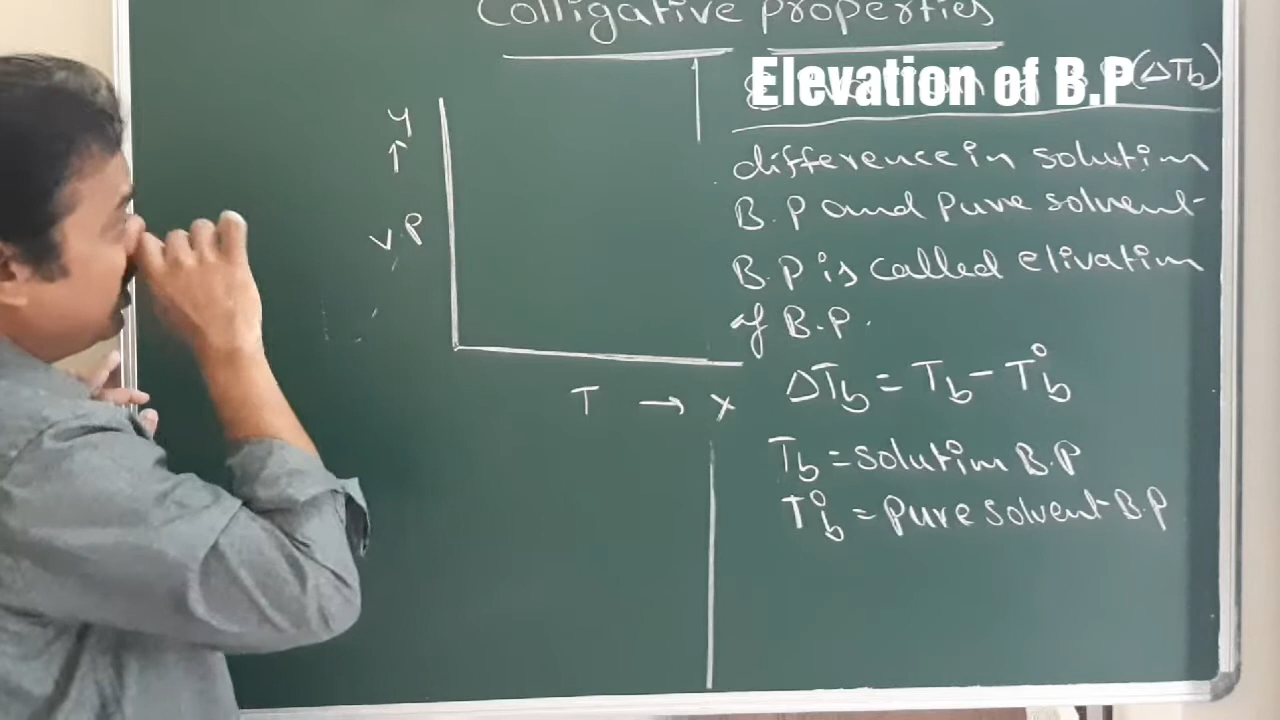 Colligative properties
Elevation of B.P (ΔTb)
y
↑
V.P
T → x
difference in solution
B.P and pure solvent
B.P is called elivation
of B.P.
ΔTb = Tb - T°b
Tb = solution B.P
T°b = pure solvent B.P